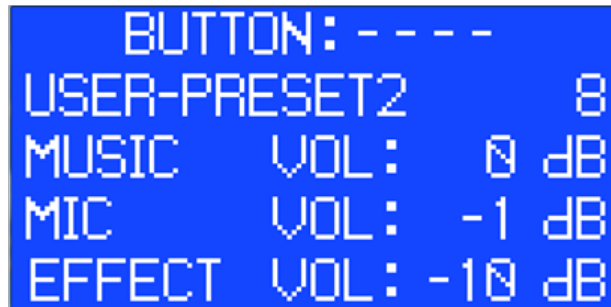 BUTTON:----
USER-PRESET2 8
MUSIC VOL: 0 dB
MIC VOL: -1 dB
EFFECT VOL:-10 dB